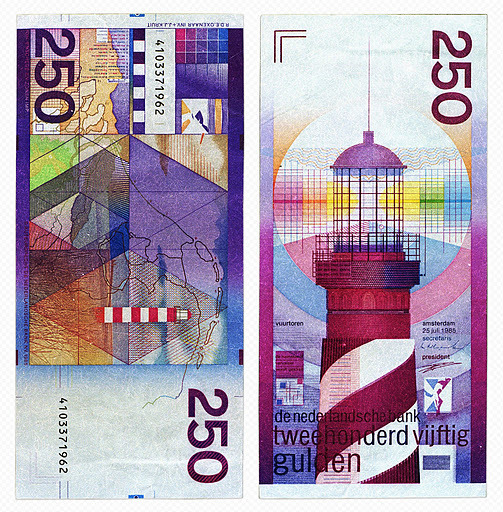 R.D.E. OXENAAR INV. + J.J. KRUIT
250
4103371962
250
4103371962
250
vuurtoren
amsterdam
25 juli 1985
secretaris
president
de nederlandsche bank
tweehonderd vijftig
gulden